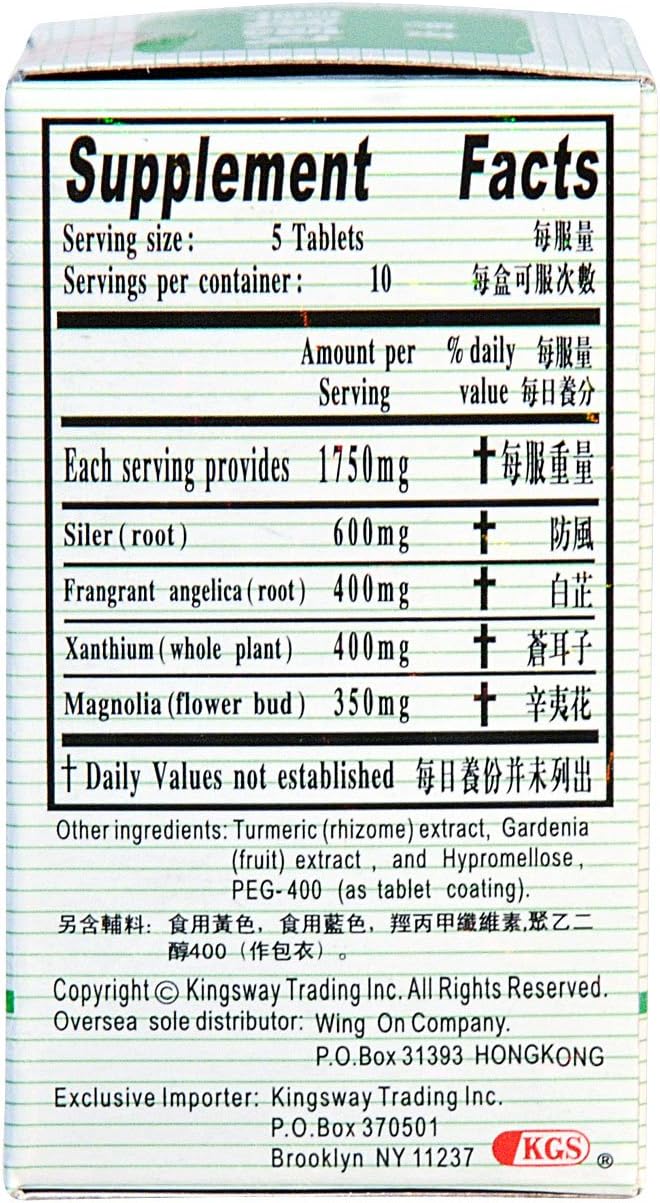 Supplement Facts
Serving size: 5 Tablets 每服量
Servings per container: 10 每盒可服次數
Amount per % daily 每服量
Serving value 每日養分
Each serving provides 1750mg † 每服重量
Siler (root) 600mg † 防風
Frangrant angelica (root) 400mg † 白芷
Xanthium (whole plant) 400mg † 蒼耳子
Magnolia (flower bud) 350mg † 辛夷花
† Daily Values not established 每日養份并未列出
Other ingredients: Turmeric (rhizome) extract, Gardenia
(fruit) extract , and Hypromellose,
PEG-400 (as tablet coating).
另含輔料: 食用黃色, 食用藍色, 羥丙甲纖維素,聚乙二
醇400 (作包衣) 。
Copyright © Kingsway Trading Inc. All Rights Reserved.
Oversea sole distributor: Wing On Company.
P.O.Box 31393 HONGKONG
Exclusive Importer: Kingsway Trading Inc.
P.O.Box 370501
Brooklyn NY 11237 KGS ®